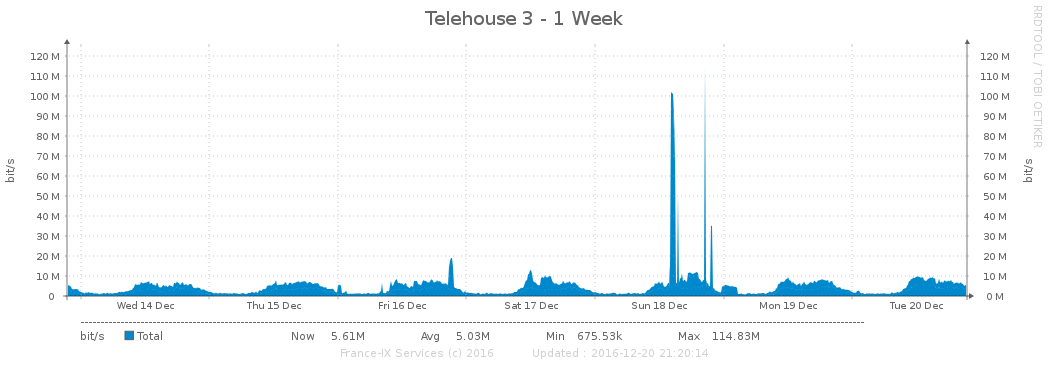 Telehouse 3 - 1 Week
RRDTOOL / TOBI OETIKER
120 M 120 M
110 M 110 M
100 M 100 M
90 M 90 M
80 M 80 M
70 M 70 M
60 M 60 M
50 M 50 M
40 M 40 M
30 M 30 M
20 M 20 M
10 M 10 M
0 0 M
bit/s bit/s
Wed 14 Dec Thu 15 Dec Fri 16 Dec Sat 17 Dec Sun 18 Dec Mon 19 Dec Tue 20 Dec
bit/s Total Now 5.61M Avg 5.03M Min 675.53k Max 114.83M
France-IX Services (c) 2016 Updated : 2016-12-20 21:20:14